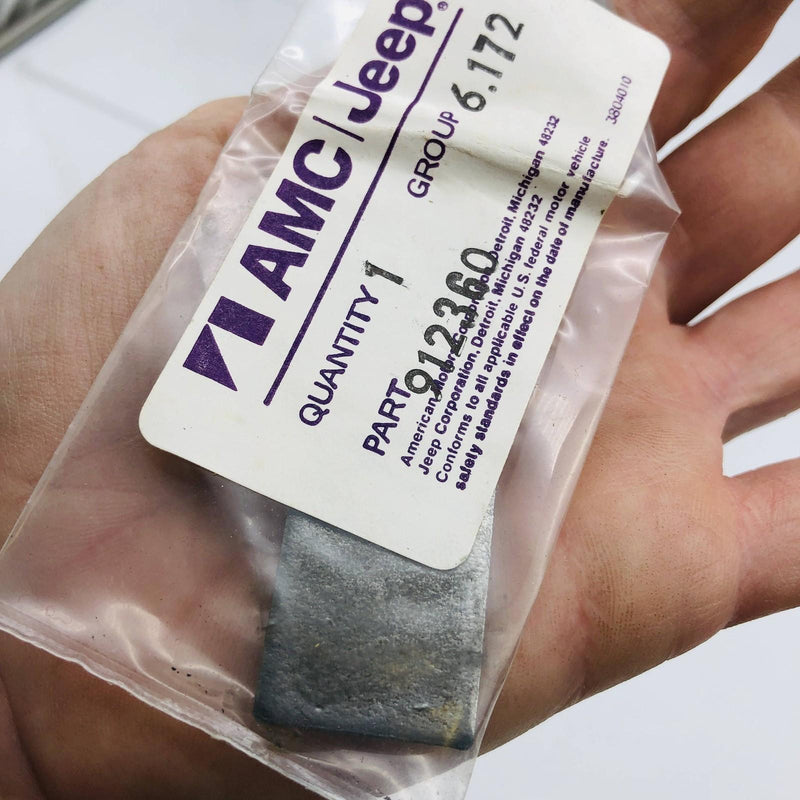 AMC | Jeep®
GROUP 6.172
QUANTITY 1
PART 912360
American Motors Corporation, Detroit, Michigan 48232
Jeep Corporation, Detroit, Michigan 48232
Conforms to all applicable U.S. federal motor vehicle
safety standards in effect on the date of manufacture.
3804010